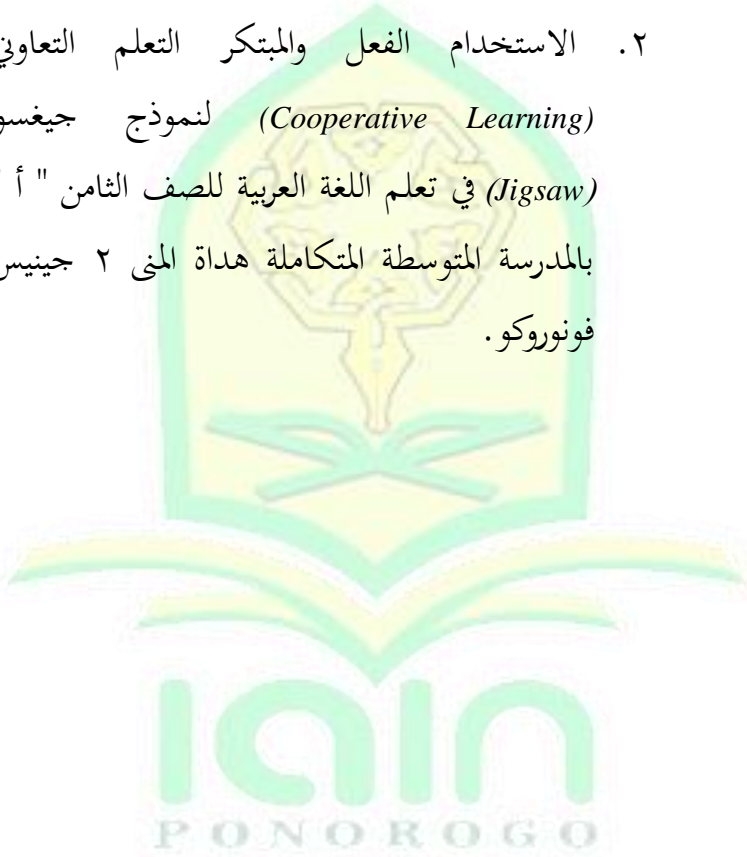 ٢. الاستخدام الفعل والمبتكر التعلم التعاوني
(Cooperative Learning) لنموذج جيغسو
(Jigsaw) في تعلم اللغة العربية للصف الثامن " أ "
بالمدرسة المتوسطة المتكاملة هداة المنى ٢ جينيس
فونوروكو.
iain
PONOROGO